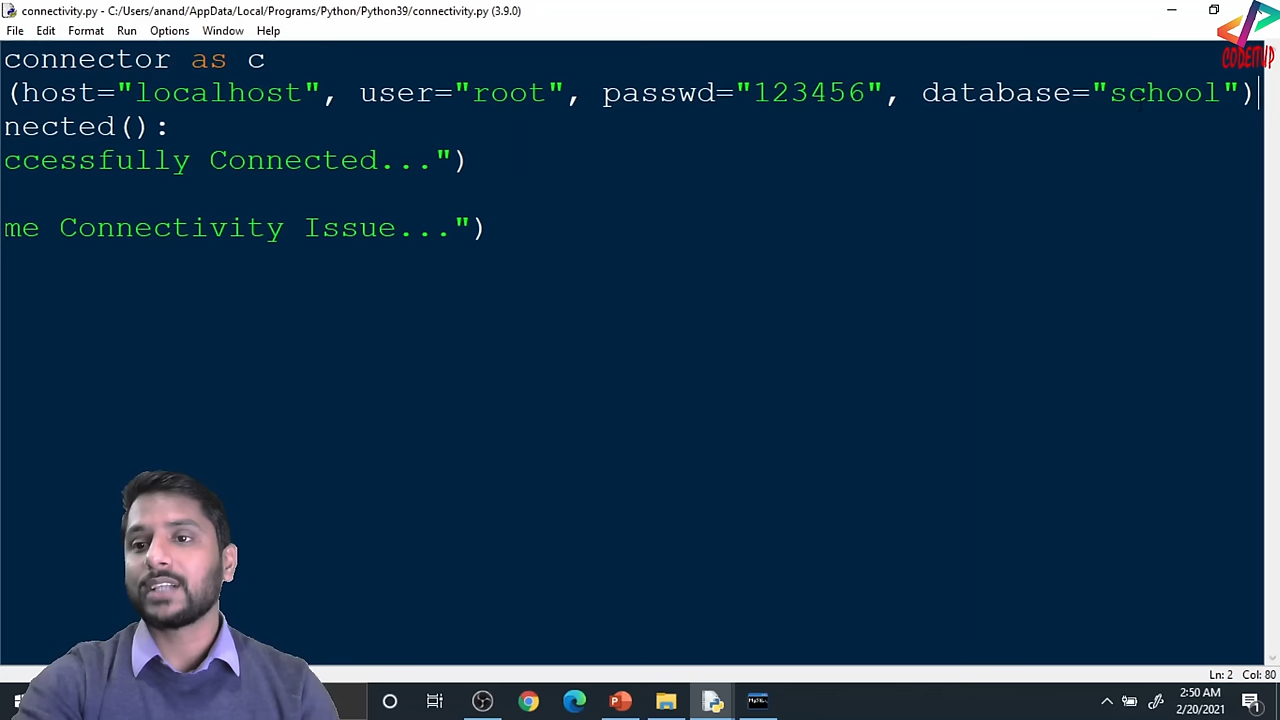 connectivity.py - C:/Users/anand/AppData/Local/Programs/Python/Python39/connectivity.py (3.9.0)
File Edit Format Run Options Window Help
CODEITUP
connector as c
(host="localhost", user="root", passwd="123456", database="school")
nected():
ccessfully Connected...")
me Connectivity Issue...")
Ln: 2 Col: 80
2:50 AM
2/20/2021